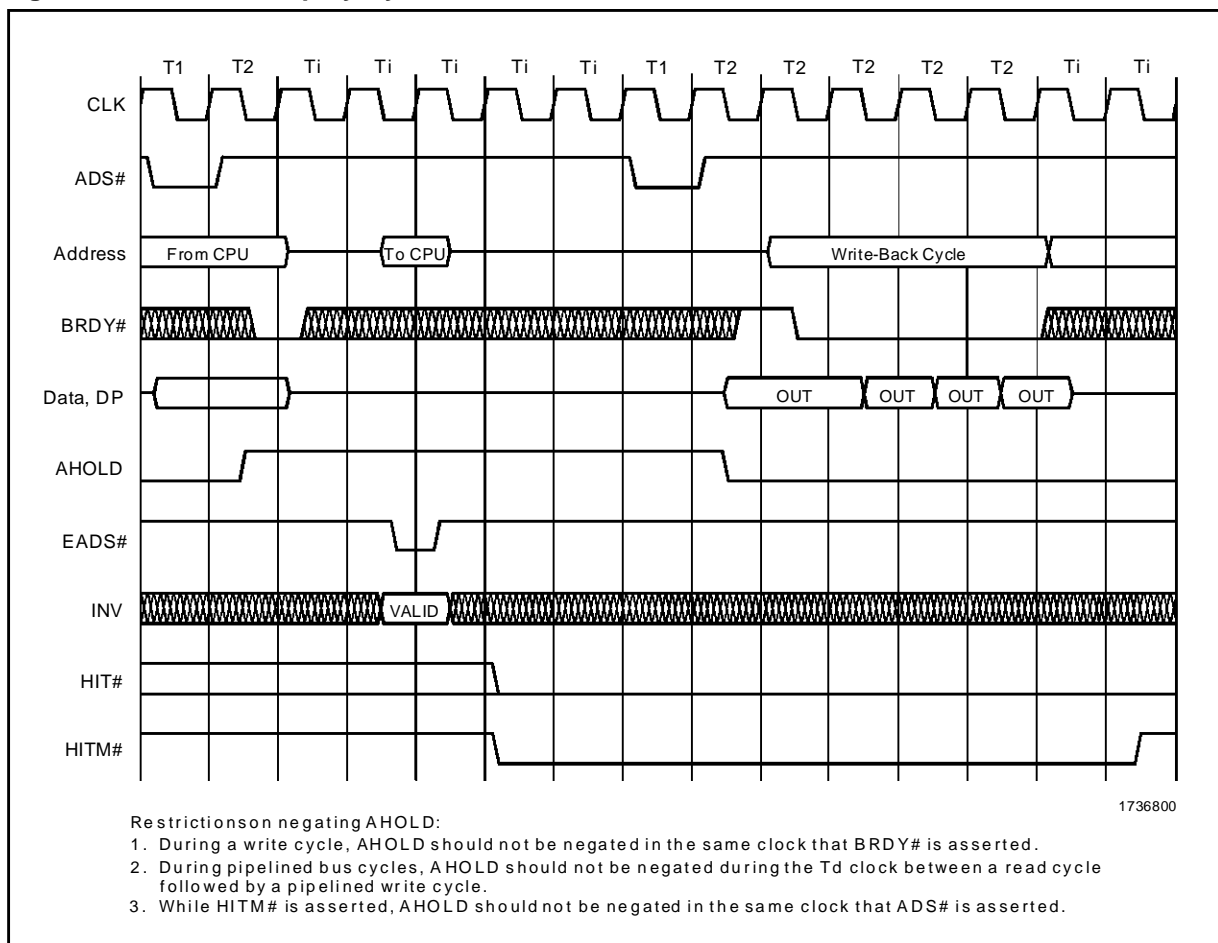 T1 T2 Ti Ti Ti Ti Ti T1 T2 T2 T2 T2 T2 Ti Ti
CLK
ADS#
Address From CPU To CPU Write-Back Cycle
BRDY#
Data, DP OUT OUT OUT OUT
AHOLD
EADS#
INV VALID
HIT#
HITM#
1736800
Restrictions on negating AHOLD:
1. During a write cycle, AHOLD should not be negated in the same clock that BRDY# is asserted.
2. During pipelined bus cycles, AHOLD should not be negated during the Td clock between a read cycle
followed by a pipelined write cycle.
3. While HITM# is asserted, AHOLD should not be negated in the same clock that ADS# is asserted.